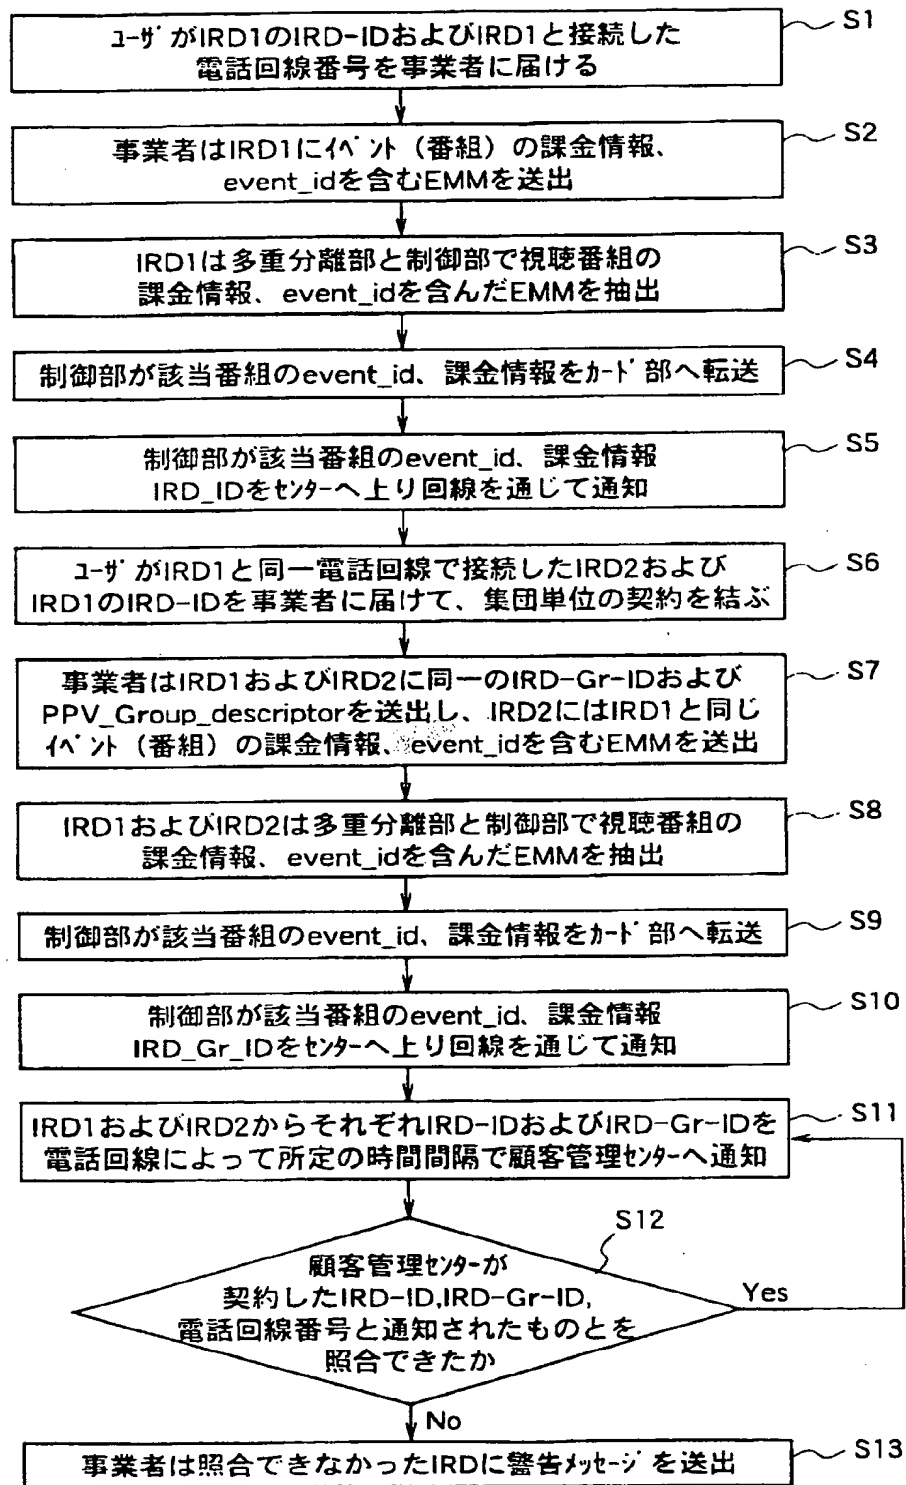 S1
ﾕｰｻﾞがIRD1のIRD-IDおよびIRD1と接続した
電話回線番号を事業者に届ける
S2
事業者はIRD1にｲﾍﾞﾝﾄ（番組）の課金情報、
event_idを含むEMMを送出
S3
IRD1は多重分離部と制御部で視聴番組の
課金情報、event_idを含んだEMMを抽出
S4
制御部が該当番組のevent_id、課金情報をｶｰﾄﾞ部へ転送
S5
制御部が該当番組のevent_id、課金情報
IRD_IDをｾﾝﾀｰへ上り回線を通じて通知
S6
ﾕｰｻﾞがIRD1と同一電話回線で接続したIRD2および
IRD1のIRD-IDを事業者に届けて、集団単位の契約を結ぶ
S7
事業者はIRD1およびIRD2に同一のIRD-Gr-IDおよび
PPV_Group_descriptorを送出し、IRD2にはIRD1と同じ
ｲﾍﾞﾝﾄ（番組）の課金情報、event_idを含むEMMを送出
S8
IRD1およびIRD2は多重分離部と制御部で視聴番組の
課金情報、event_idを含んだEMMを抽出
S9
制御部が該当番組のevent_id、課金情報をｶｰﾄﾞ部へ転送
S10
制御部が該当番組のevent_id、課金情報
IRD_Gr_IDをｾﾝﾀｰへ上り回線を通じて通知
S11
IRD1およびIRD2からそれぞれIRD-IDおよびIRD-Gr-IDを
電話回線によって所定の時間間隔で顧客管理ｾﾝﾀｰへ通知
S12
顧客管理ｾﾝﾀｰが
契約したIRD-ID,IRD-Gr-ID,
電話回線番号と通知されたものとを
照合できたか
Yes
No
S13
事業者は照合できなかったIRDに警告ﾒｯｾｰｼﾞを送出